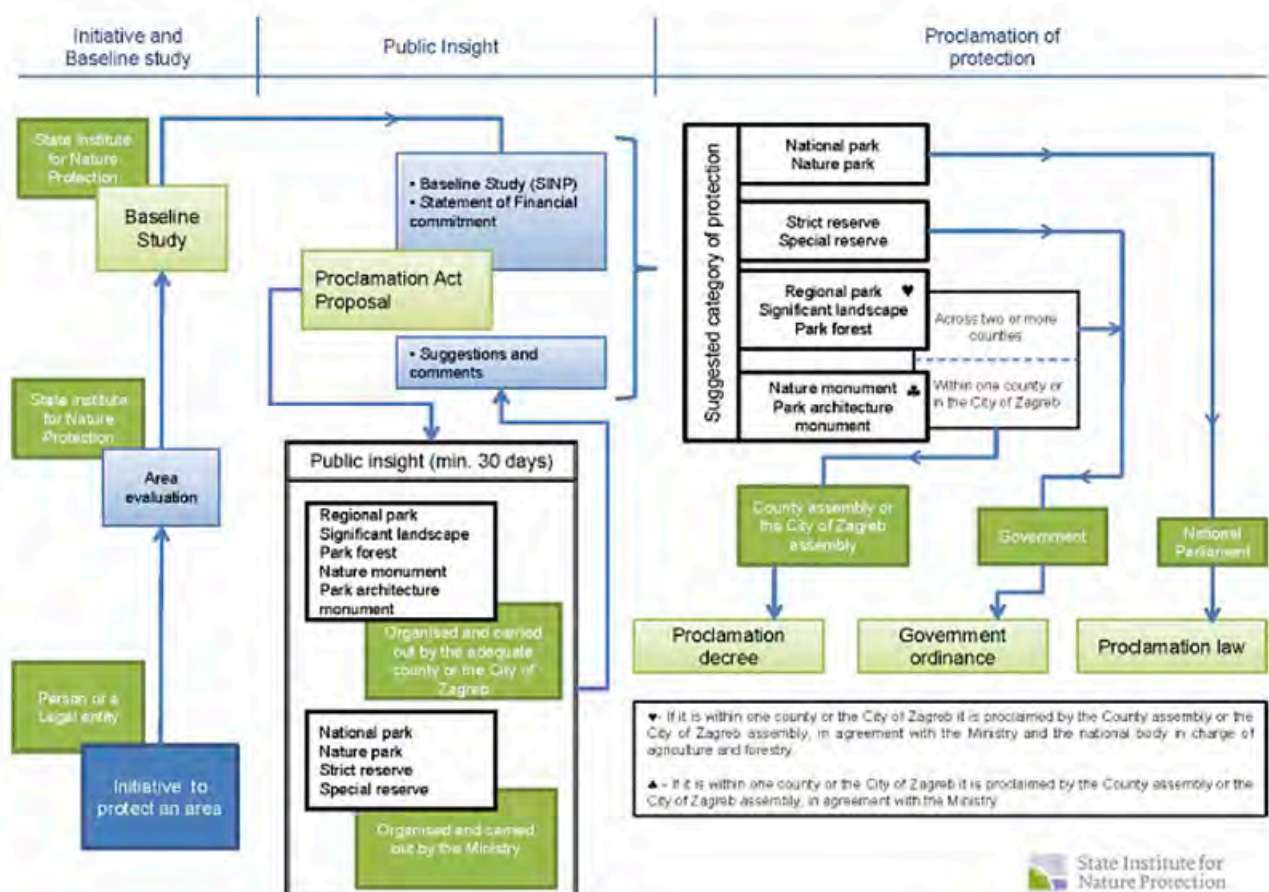 Initiative and
Baseline study
Public Insight
Proclamation of
protection
State Institute
for Nature
Protection
Baseline
Study
State Institute
for Nature
Protection
Area
evaluation
Person or a
Legal entity
Initiative to
protect an area
• Baseline Study (SINP)
• Statement of Financial
commitment
Proclamation Act
Proposal
• Suggestions and
comments
Public insight (min. 30 days)
Regional park
Significant landscape
Park forest
Nature monument
Park architecture
monument
Organised and carried
out by the adequate
county or the City of
Zagreb
National park
Nature park
Strict reserve
Special reserve
Organised and carried
out by the Ministry
Suggested category of protection
National park
Nature park
Strict reserve
Special reserve
Regional park ♥
Significant landscape
Park forest
Nature monument ♣
Park architecture
monument
Across two or more
counties
Within one county or
in the City of Zagreb
County assembly or
the City of Zagreb
assembly
Government
National
Parliament
Proclamation
decree
Government
ordinance
Proclamation law
♥- If it is within one county or the City of Zagreb it is proclaimed by the County assembly or the
City of Zagreb assembly, in agreement with the Ministry and the national body in charge of
agriculture and forestry.
♣ - If it is within one county or the City of Zagreb it is proclaimed by the County assembly or the
City of Zagreb assembly, in agreement with the Ministry
State Institute for
Nature Protection